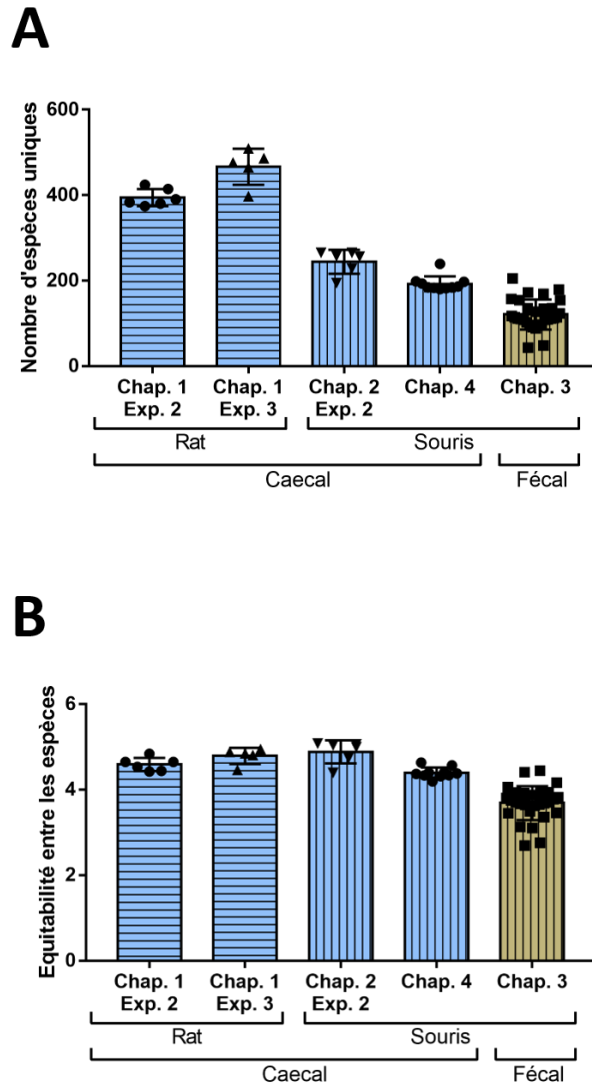 A
Nombre d'espèces uniques
600
400
200
0
Chap. 1 Chap. 1 Chap. 2 Chap. 4 Chap. 3
Exp. 2 Exp. 3 Exp. 2
Rat Souris
Caecal Fécal
B
Equitabilité entre les espèces
6
4
2
0
Chap. 1 Chap. 1 Chap. 2 Chap. 4 Chap. 3
Exp. 2 Exp. 3 Exp. 2
Rat Souris
Caecal Fécal